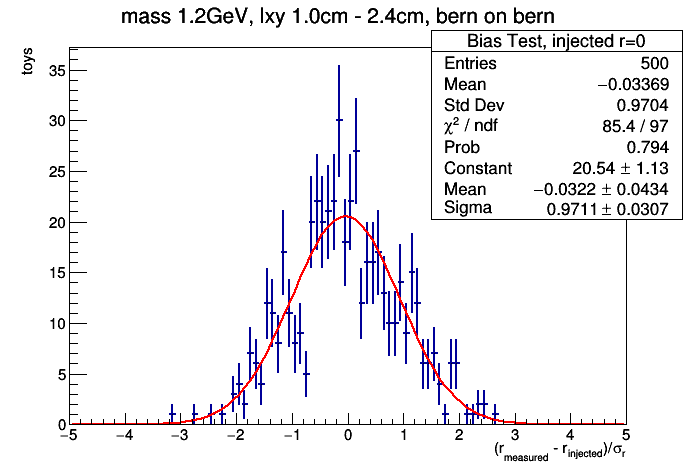 mass 1.2GeV, lxy 1.0cm - 2.4cm, bern on bern
Bias Test, injected r=0
Entries 500
Mean −0.03369
Std Dev 0.9704
χ² / ndf 85.4 / 97
Prob 0.794
Constant 20.54 ± 1.13
Mean −0.0322 ± 0.0434
Sigma 0.9711 ± 0.0307
toys
35
30
25
20
15
10
5
0
−5 −4 −3 −2 −1 0 1 2 3 4 5
(r_measured - r_injected)/σ_r